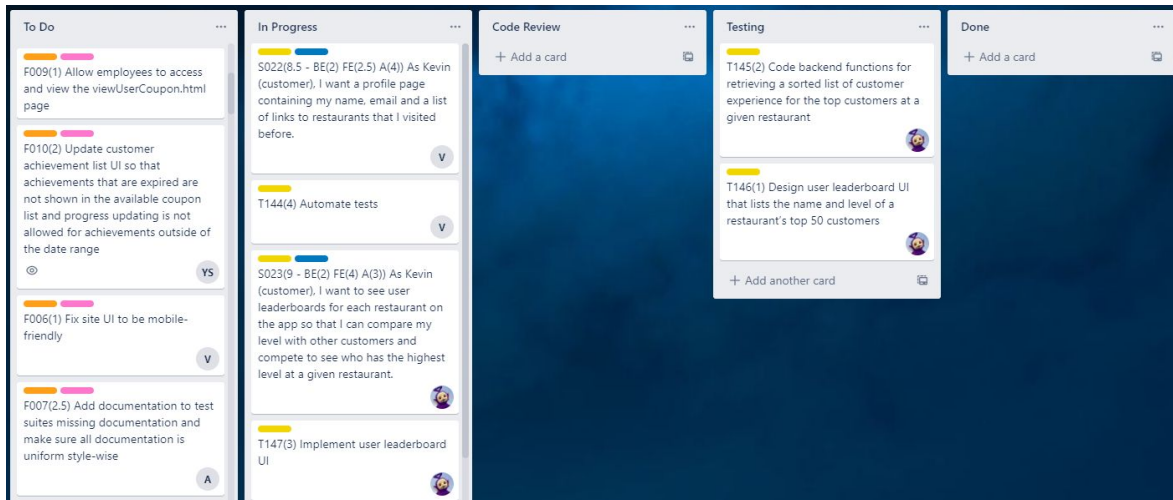 To Do
...
F009(1) Allow employees to access
and view the viewUserCoupon.html
page
F010(2) Update customer
achievement list UI so that
achievements that are expired are
not shown in the available coupon
list and progress updating is not
allowed for achievements outside of
the date range
YS
F006(1) Fix site UI to be mobile-
friendly
V
F007(2.5) Add documentation to test
suites missing documentation and
make sure all documentation is
uniform style-wise
A
In Progress
...
S022(8.5 - BE(2) FE(2.5) A(4)) As Kevin
(customer), I want a profile page
containing my name, email and a list
of links to restaurants that I visited
before.
V
T144(4) Automate tests
V
S023(9 - BE(2) FE(4) A(3)) As Kevin
(customer), I want to see user
leaderboards for each restaurant on
the app so that I can compare my
level with other customers and
compete to see who has the highest
level at a given restaurant.
T147(3) Implement user leaderboard
UI
Code Review
...
+ Add a card
Testing
...
T145(2) Code backend functions for
retrieving a sorted list of customer
experience for the top customers at a
given restaurant
T146(1) Design user leaderboard UI
that lists the name and level of a
restaurant's top 50 customers
+ Add another card
Done
...
+ Add a card